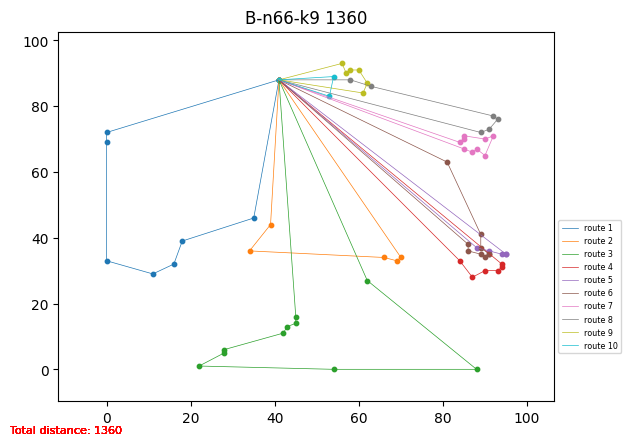 B-n66-k9 1360
100
80
60
40
20
0
0 20 40 60 80 100
route 1
route 2
route 3
route 4
route 5
route 6
route 7
route 8
route 9
route 10
Total distance: 1360